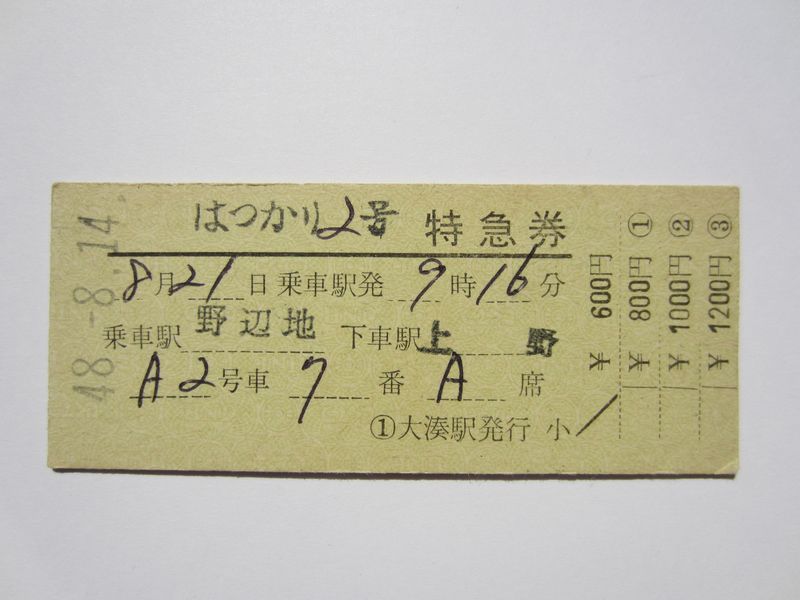 はつかり2号 特急券
8月21日乗車駅発9時16分
乗車駅 野辺地 下車駅 上野
A2号車 7番 A席
①大湊駅発行 小
48-8.14.
¥ 600円
¥ 800円 ①
¥ 1000円 ②
¥ 1200円 ③